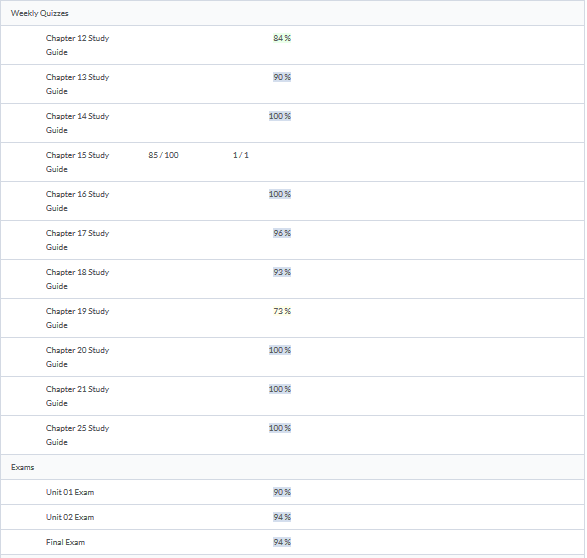 Weekly Quizzes
Chapter 12 Study 84 %
Guide
Chapter 13 Study 90 %
Guide
Chapter 14 Study 100 %
Guide
Chapter 15 Study 85 / 100 1 / 1
Guide
Chapter 16 Study 100 %
Guide
Chapter 17 Study 96 %
Guide
Chapter 18 Study 93 %
Guide
Chapter 19 Study 73 %
Guide
Chapter 20 Study 100 %
Guide
Chapter 21 Study 100 %
Guide
Chapter 25 Study 100 %
Guide
Exams
Unit 01 Exam 90 %
Unit 02 Exam 94 %
Final Exam 94 %